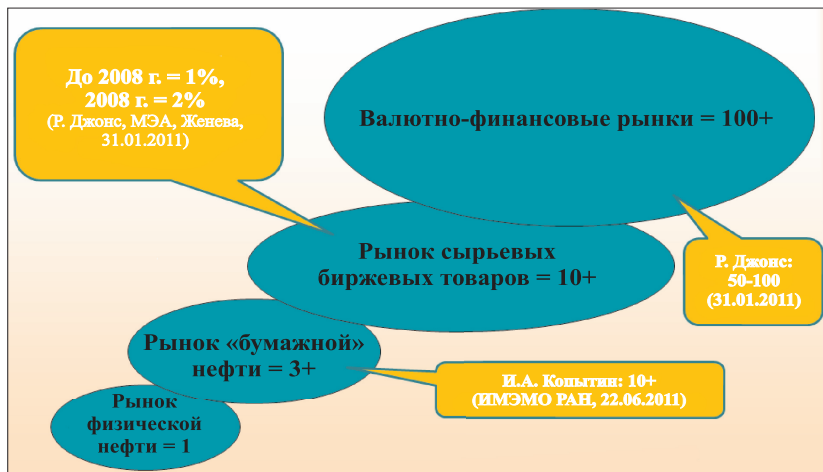 До 2008 г. = 1%,
2008 г. = 2%
(Р. Джонс, МЭА, Женева,
31.01.2011)
Валютно-финансовые рынки = 100+
Рынок сырьевых
биржевых товаров = 10+
Р. Джонс:
50-100
(31.01.2011)
Рынок «бумажной»
нефти = 3+
И.А. Копытин: 10+
(ИМЭМО РАН, 22.06.2011)
Рынок
физической
нефти = 1